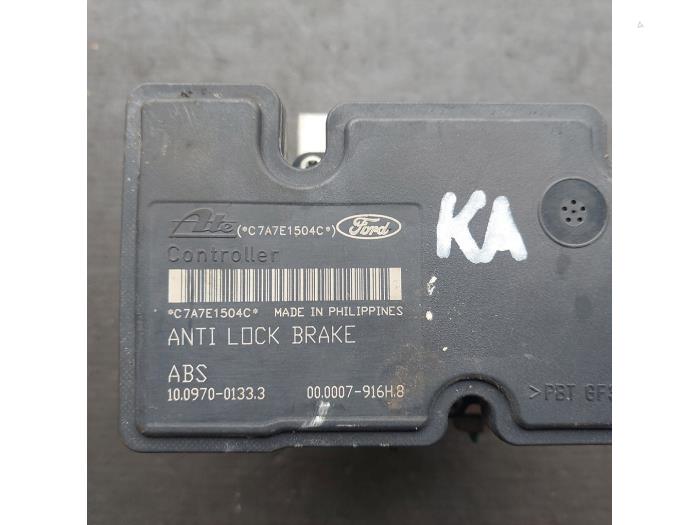 Ate (*C7A7E1504C*) Ford
Controller
*C7A7E1504C* MADE IN PHILIPPINES
ANTI LOCK BRAKE
ABS
10.0970-0133.3 00.0007-916H.8
KA
>PBT